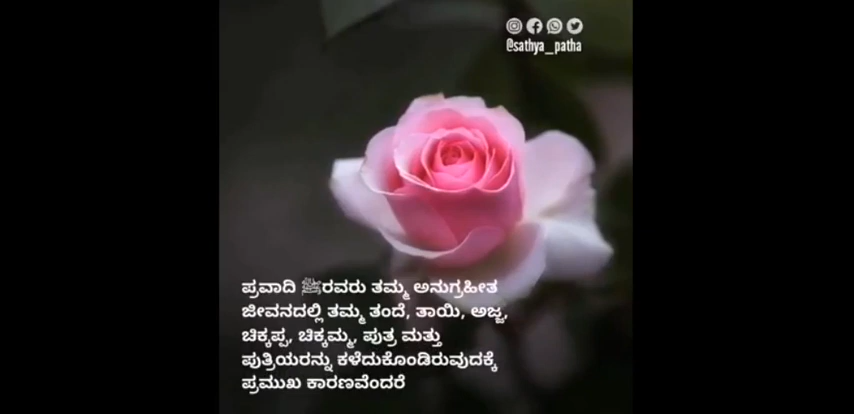 @sathya_patha
ಪ್ರವಾದಿ ﷺರವರು ತಮ್ಮ ಅನುಗ್ರಹೀತ
ಜೀವನದಲ್ಲಿ ತಮ್ಮ ತಂದೆ, ತಾಯಿ, ಅಜ್ಜ,
ಚಿಕ್ಕಪ್ಪ, ಚಿಕ್ಕಮ್ಮ, ಪುತ್ರ ಮತ್ತು
ಪುತ್ರಿಯರನ್ನು ಕಳೆದುಕೊಂಡಿರುವುದಕ್ಕೆ
ಪ್ರಮುಖ ಕಾರಣವೆಂದರೆ